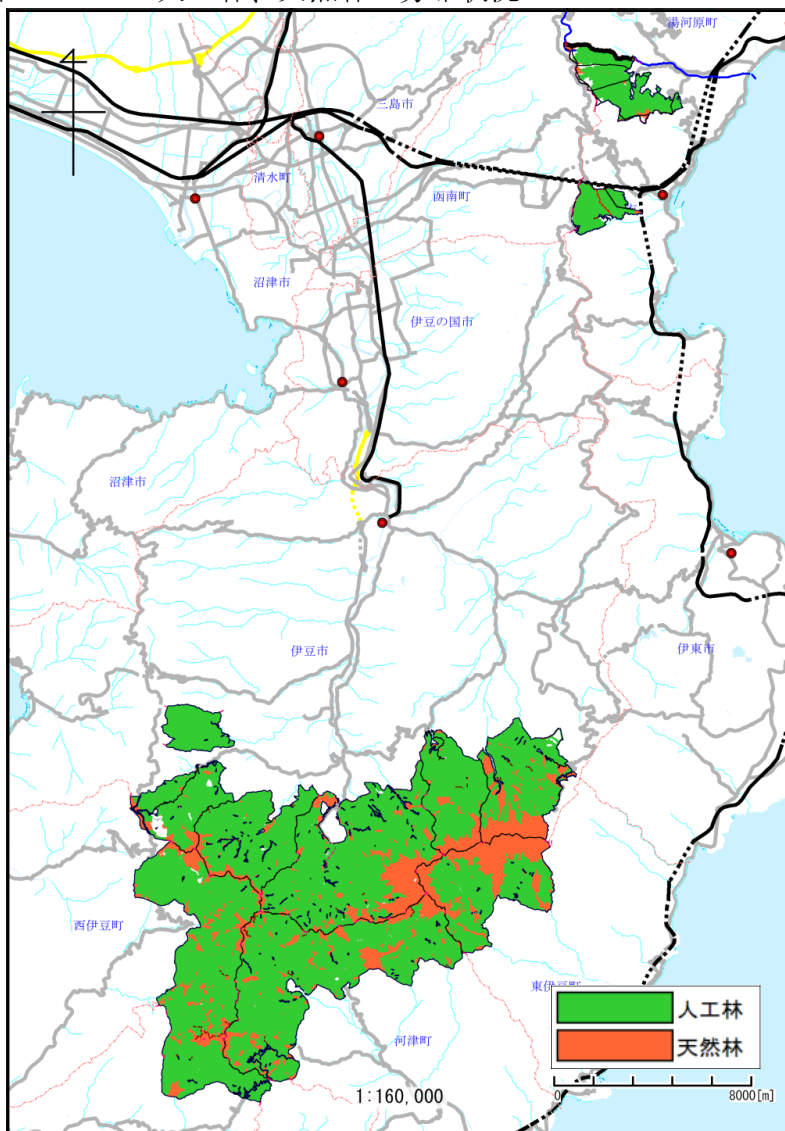 湯河原町
三島市
清水町
函南町
沼津市
伊豆の国市
沼津市
伊豆市
伊東市
西伊豆町
東伊豆町
河津町
人工林
天然林
1:160,000
0 8000[m]